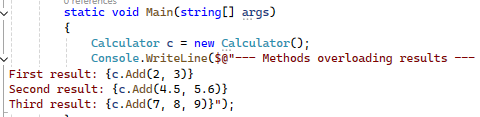 0 references
static void Main(string[] args)
{
Calculator c = new Calculator();
Console.WriteLine($@"--- Methods overloading results ---
First result: {c.Add(2, 3)}
Second result: {c.Add(4.5, 5.6)}
Third result: {c.Add(7, 8, 9)}");